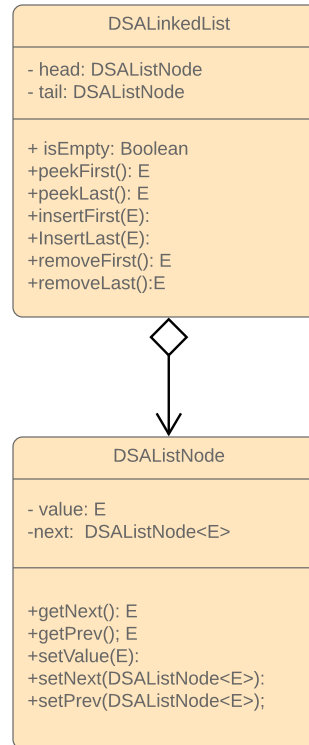 DSALinkedList
- head: DSAListNode
- tail: DSAListNode
+ isEmpty: Boolean
+peekFirst(): E
+peekLast(): E
+insertFirst(E):
+InsertLast(E):
+removeFirst(): E
+removeLast():E
DSAListNode
- value: E
-next:  DSAListNode<E>
+getNext(): E
+getPrev(); E
+setValue(E):
+setNext(DSAListNode<E>):
+setPrev(DSAListNode<E>);